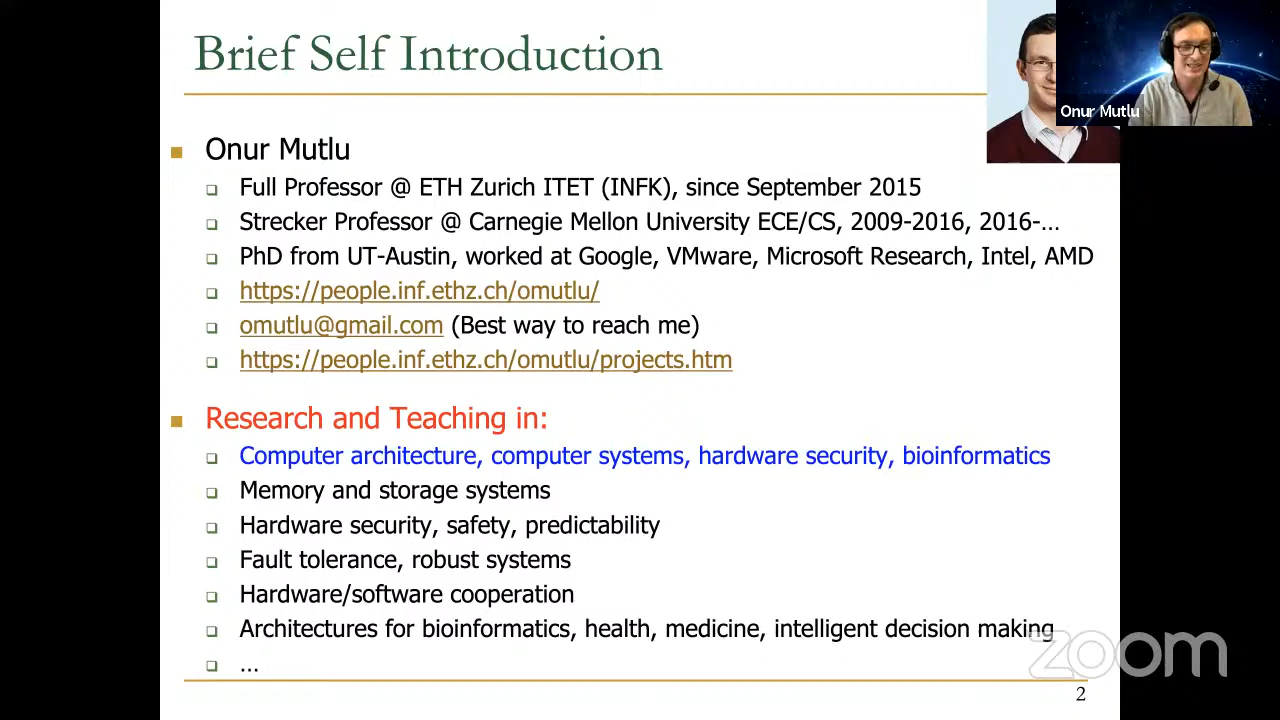 Brief Self Introduction
Onur Mutlu
Onur Mutlu
Full Professor @ ETH Zurich ITET (INFK), since September 2015
Strecker Professor @ Carnegie Mellon University ECE/CS, 2009-2016, 2016-…
PhD from UT-Austin, worked at Google, VMware, Microsoft Research, Intel, AMD
https://people.inf.ethz.ch/omutlu/
omutlu@gmail.com (Best way to reach me)
https://people.inf.ethz.ch/omutlu/projects.htm
Research and Teaching in:
Computer architecture, computer systems, hardware security, bioinformatics
Memory and storage systems
Hardware security, safety, predictability
Fault tolerance, robust systems
Hardware/software cooperation
Architectures for bioinformatics, health, medicine, intelligent decision making
…
zoom
2